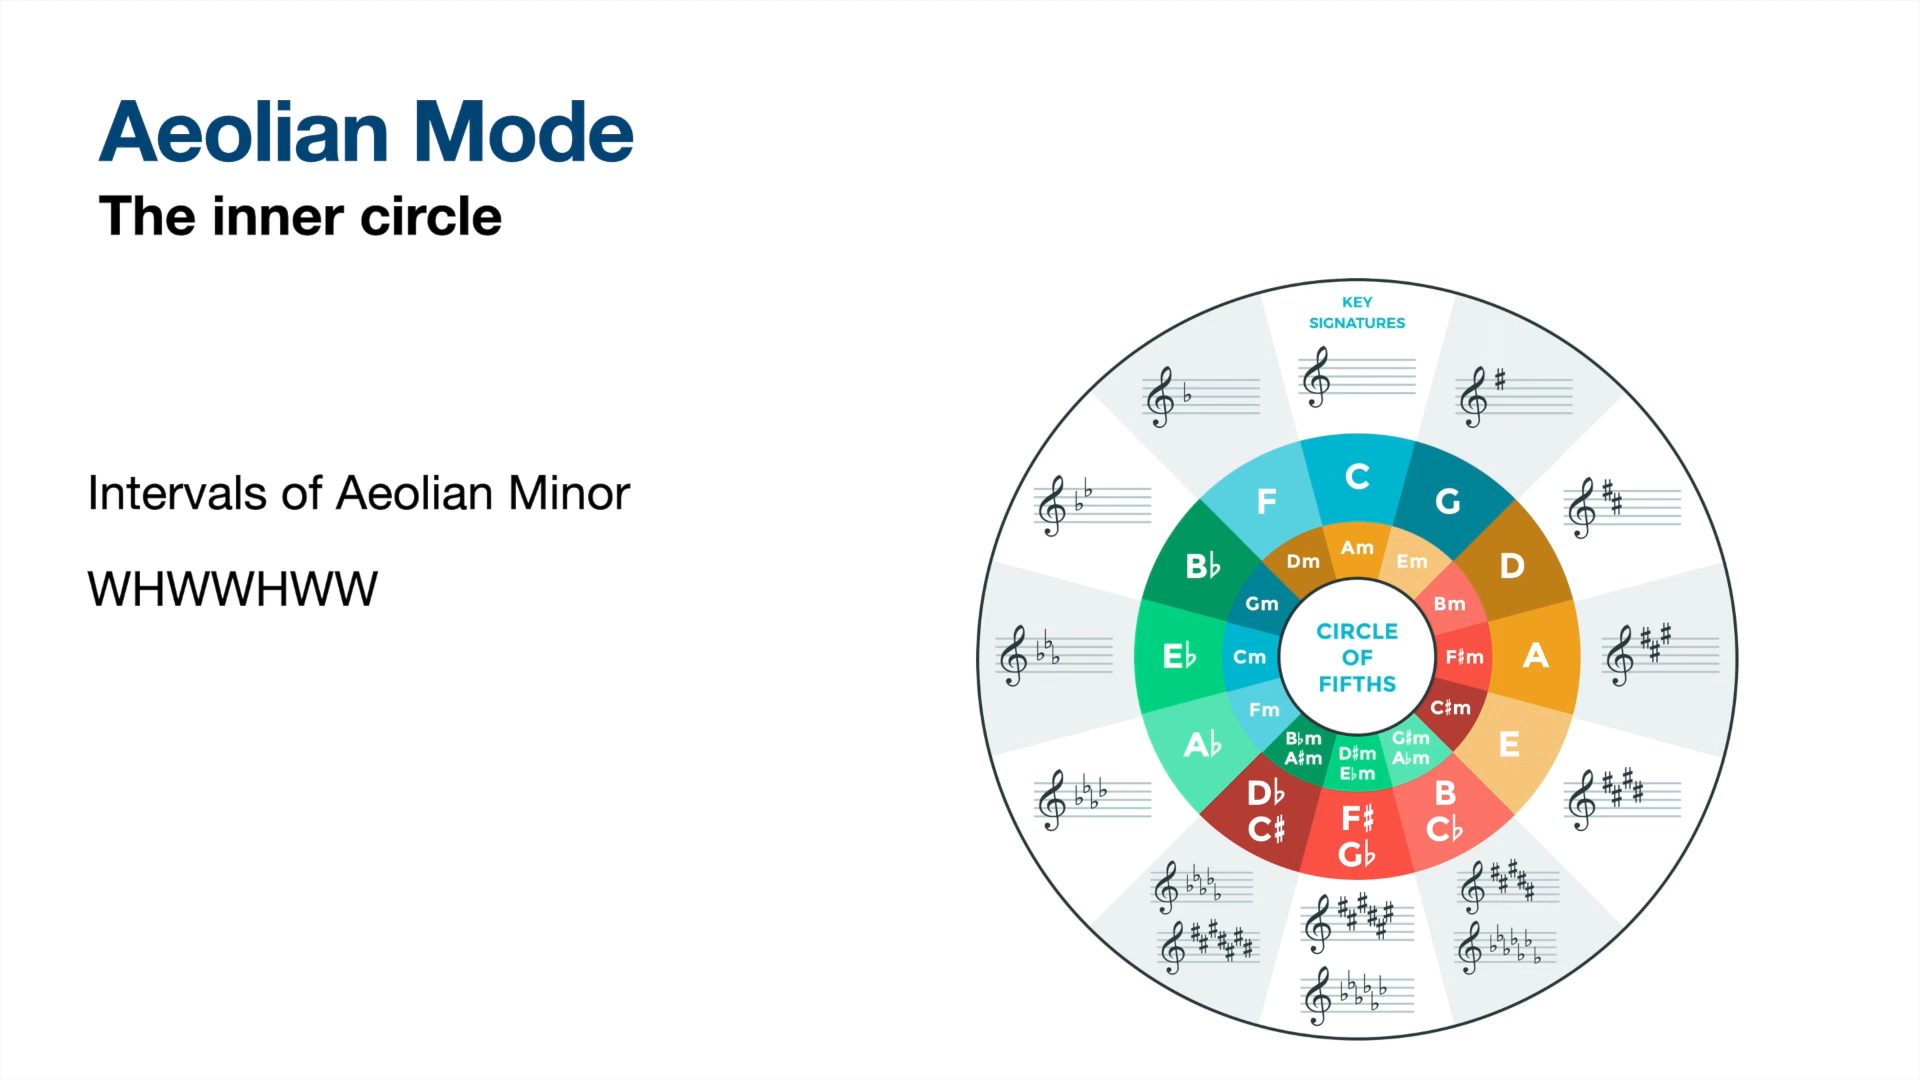 Aeolian Mode
The inner circle
Intervals of Aeolian Minor
WHWWHWW
KEY
SIGNATURES
C
G
D
A
E
B
C♭
F♯
G♭
D♭
C♯
A♭
E♭
B♭
F
Am
Em
Bm
F♯m
C♯m
G♯m
A♭m
D♯m
E♭m
B♭m
A♯m
Fm
Cm
Gm
Dm
CIRCLE
OF
FIFTHS